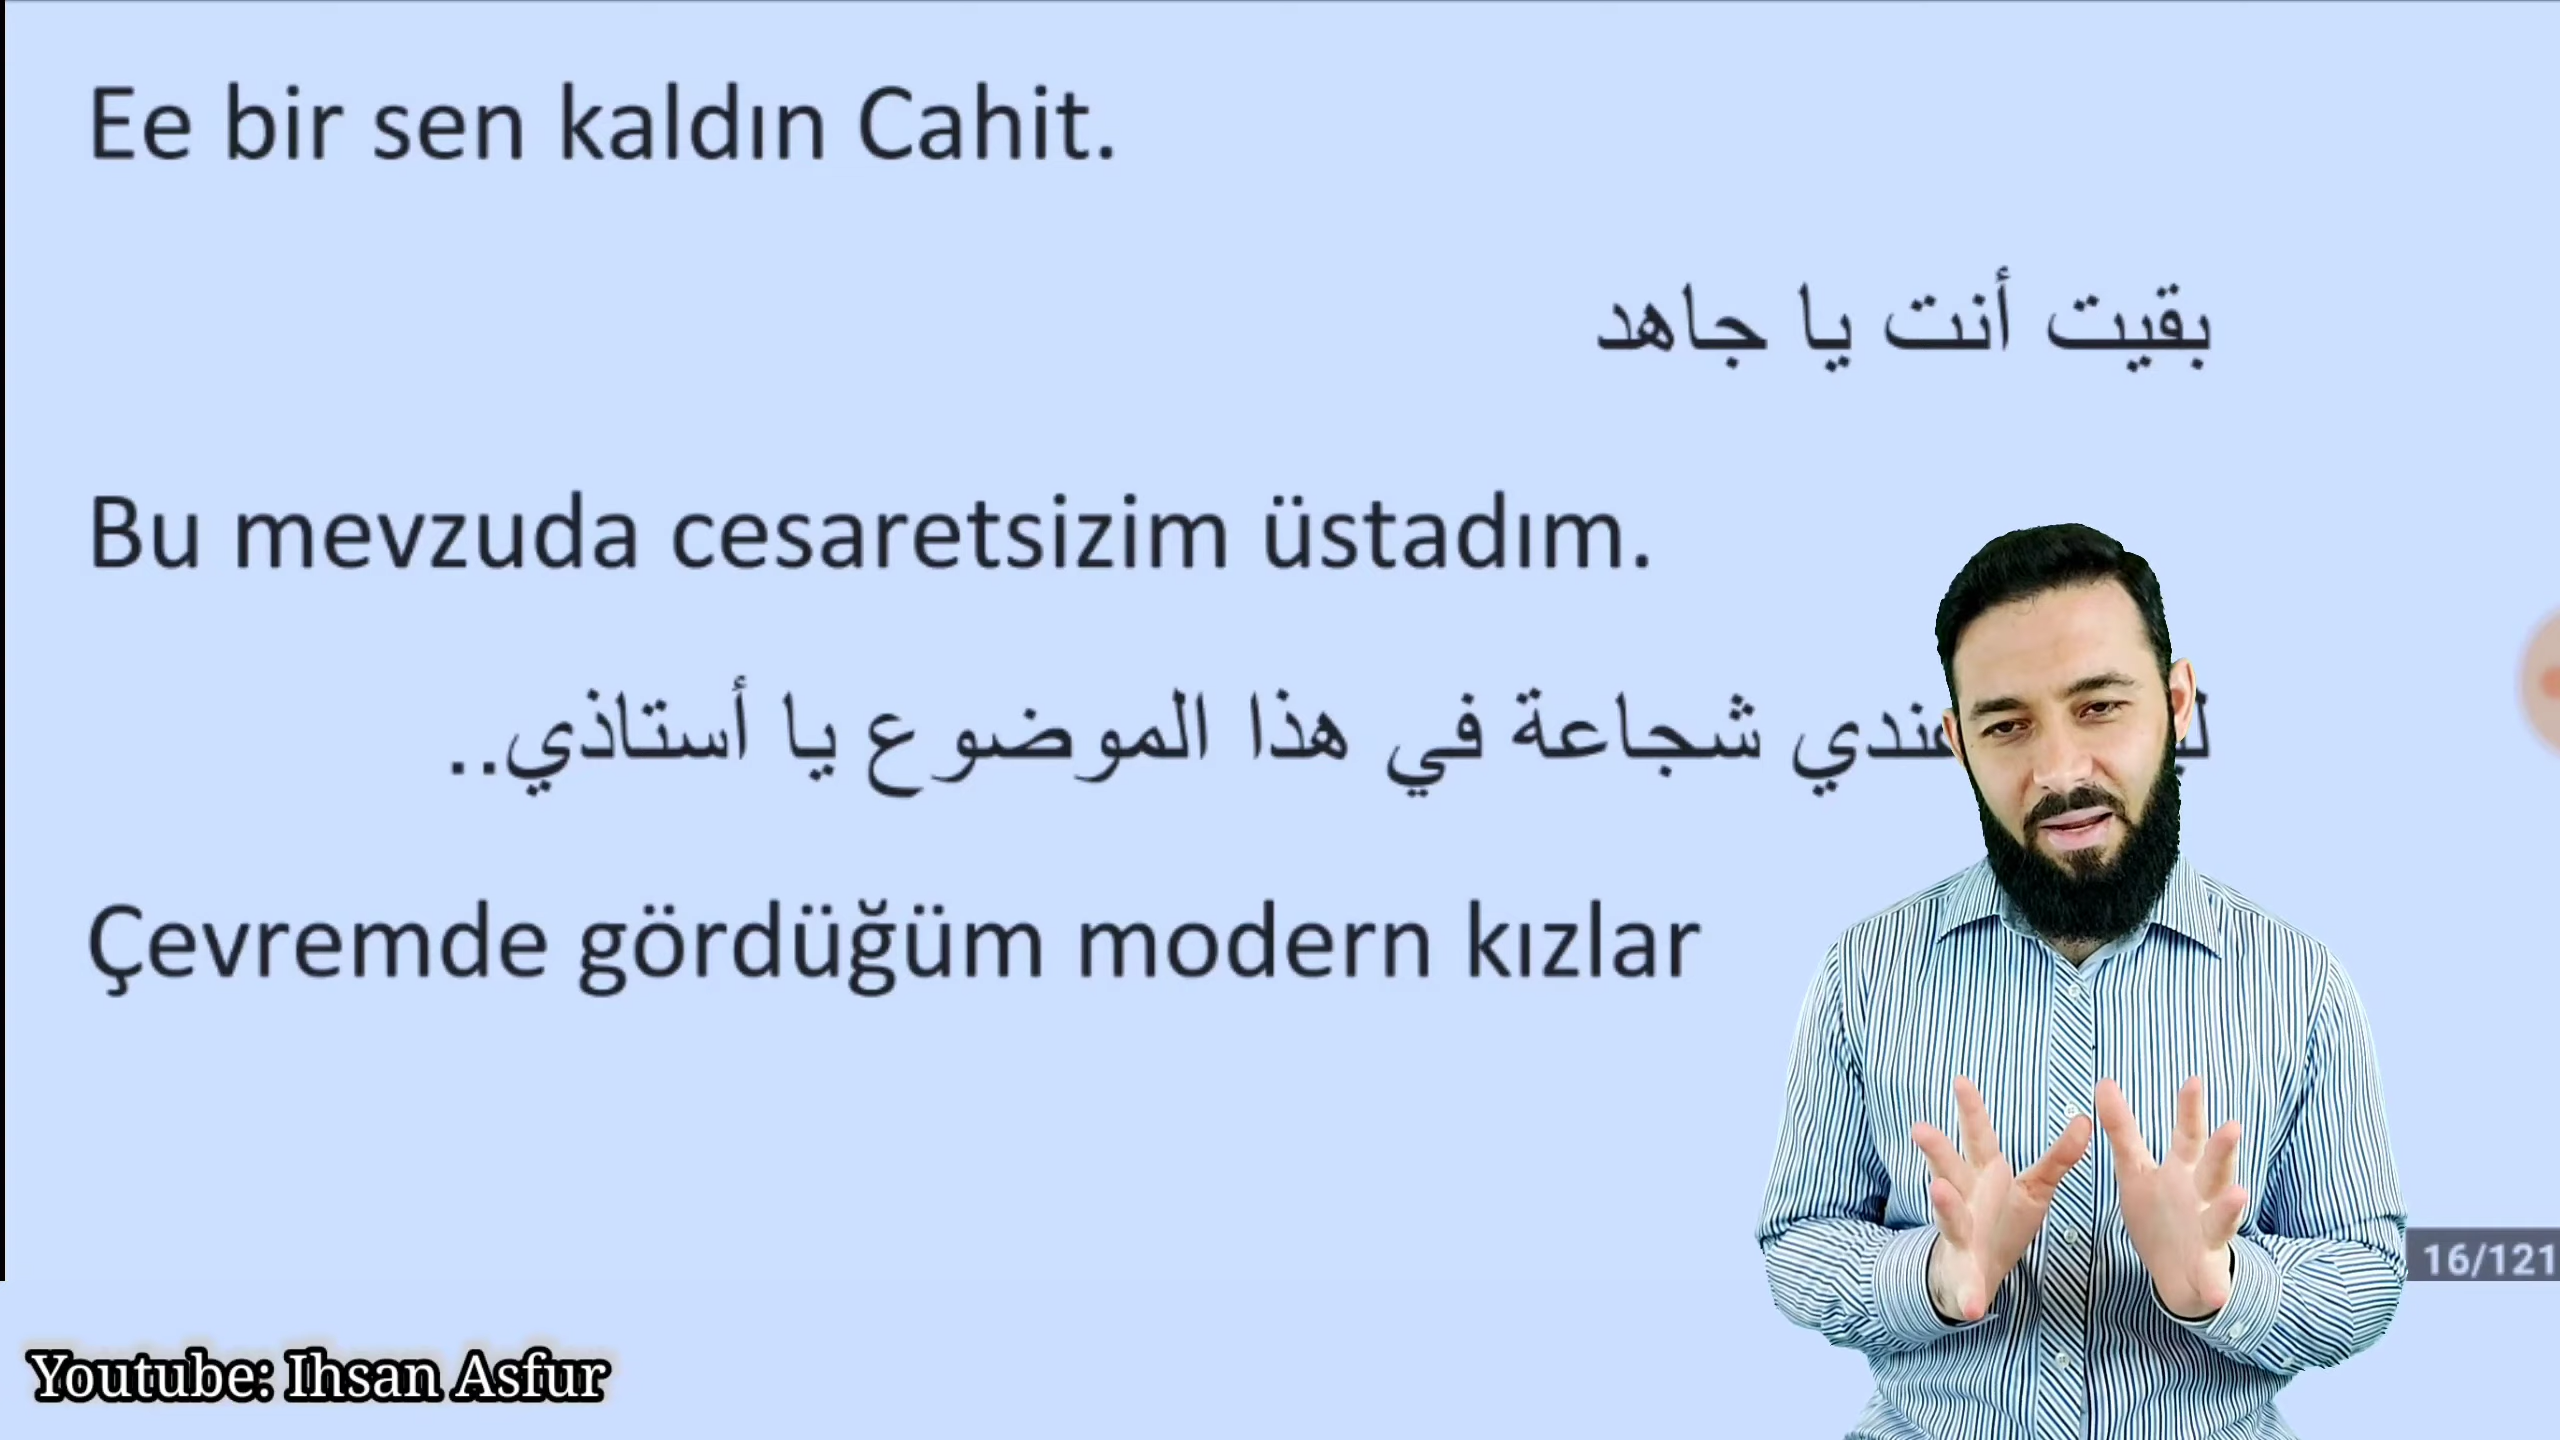 Ee bir sen kaldın Cahit.
بقيت أنت يا جاهد
Bu mevzuda cesaretsizim üstadım.
شجاعة في هذا الموضوع يا أستاذي..
Çevremde gördüğüm modern kızlar
16/121
Youtube: Ihsan Asfur